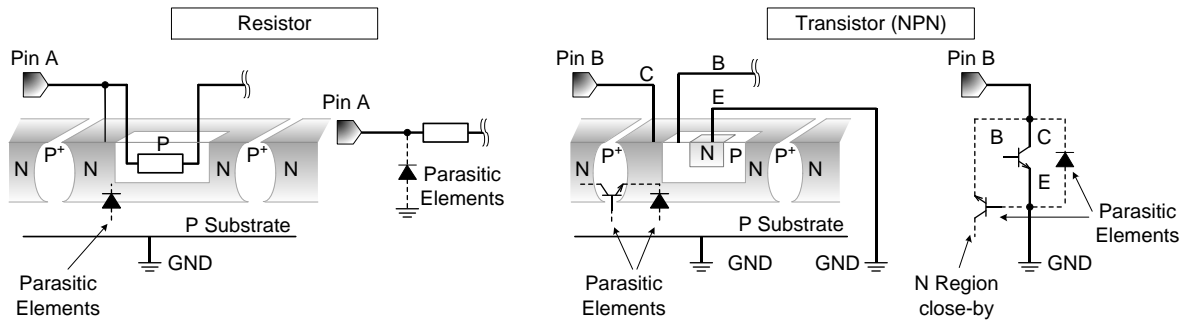 Resistor
Transistor (NPN)
Pin A
Pin A
P
N
P+
N
N
P+
N
Parasitic
Elements
P Substrate
GND
Parasitic
Elements
Pin B
C
B
E
N
P+
N
N
P
N
P+
N
P Substrate
GND
GND
Parasitic
Elements
Pin B
B
C
E
Parasitic
Elements
GND
N Region
close-by